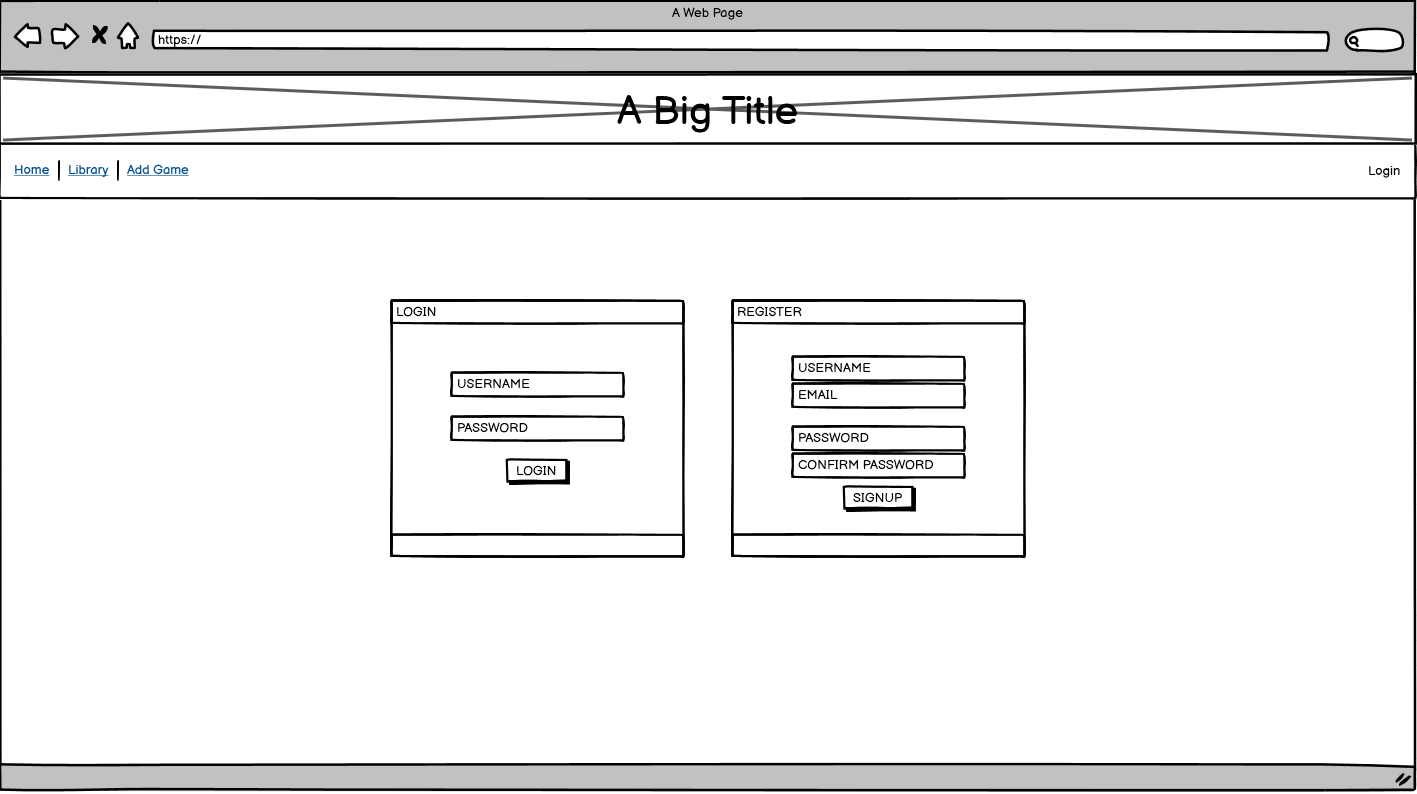 A Web Page
https://
A Big Title
Home Library Add Game Login
LOGIN
USERNAME
PASSWORD
LOGIN
REGISTER
USERNAME
EMAIL
PASSWORD
CONFIRM PASSWORD
SIGNUP